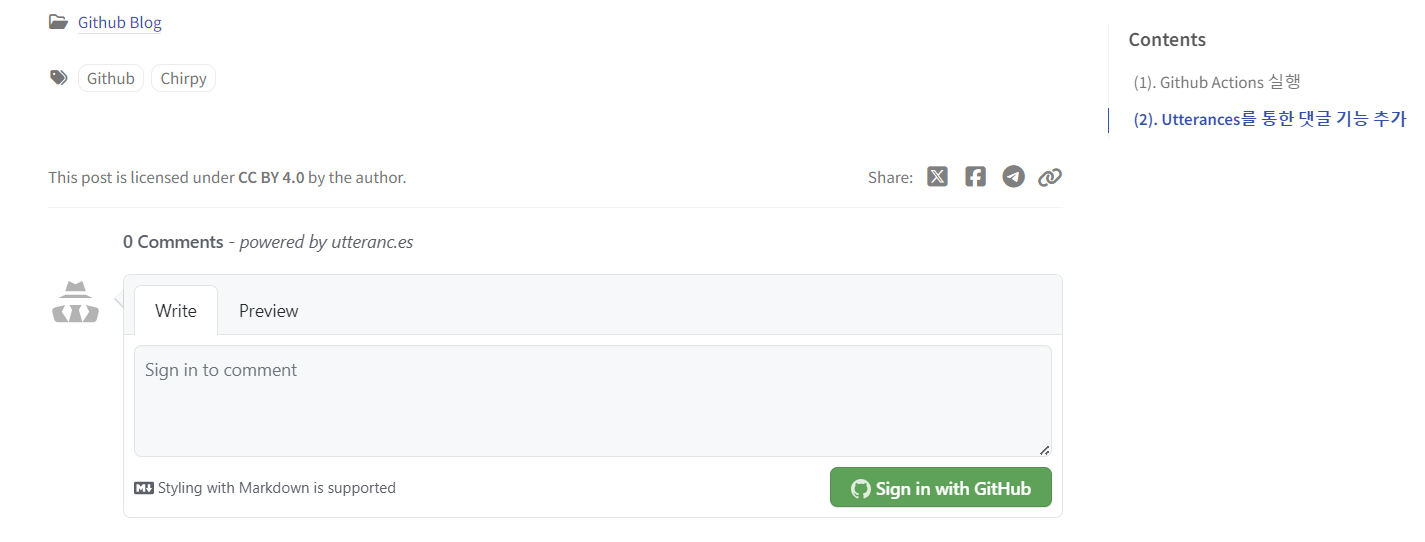 Github Blog
Github Chirpy
This post is licensed under CC BY 4.0 by the author.
Share:
0 Comments - powered by utteranc.es
Write Preview
Sign in to comment
Styling with Markdown is supported
Sign in with GitHub
Contents
(1). Github Actions 실행
(2). Utterances를 통한 댓글 기능 추가